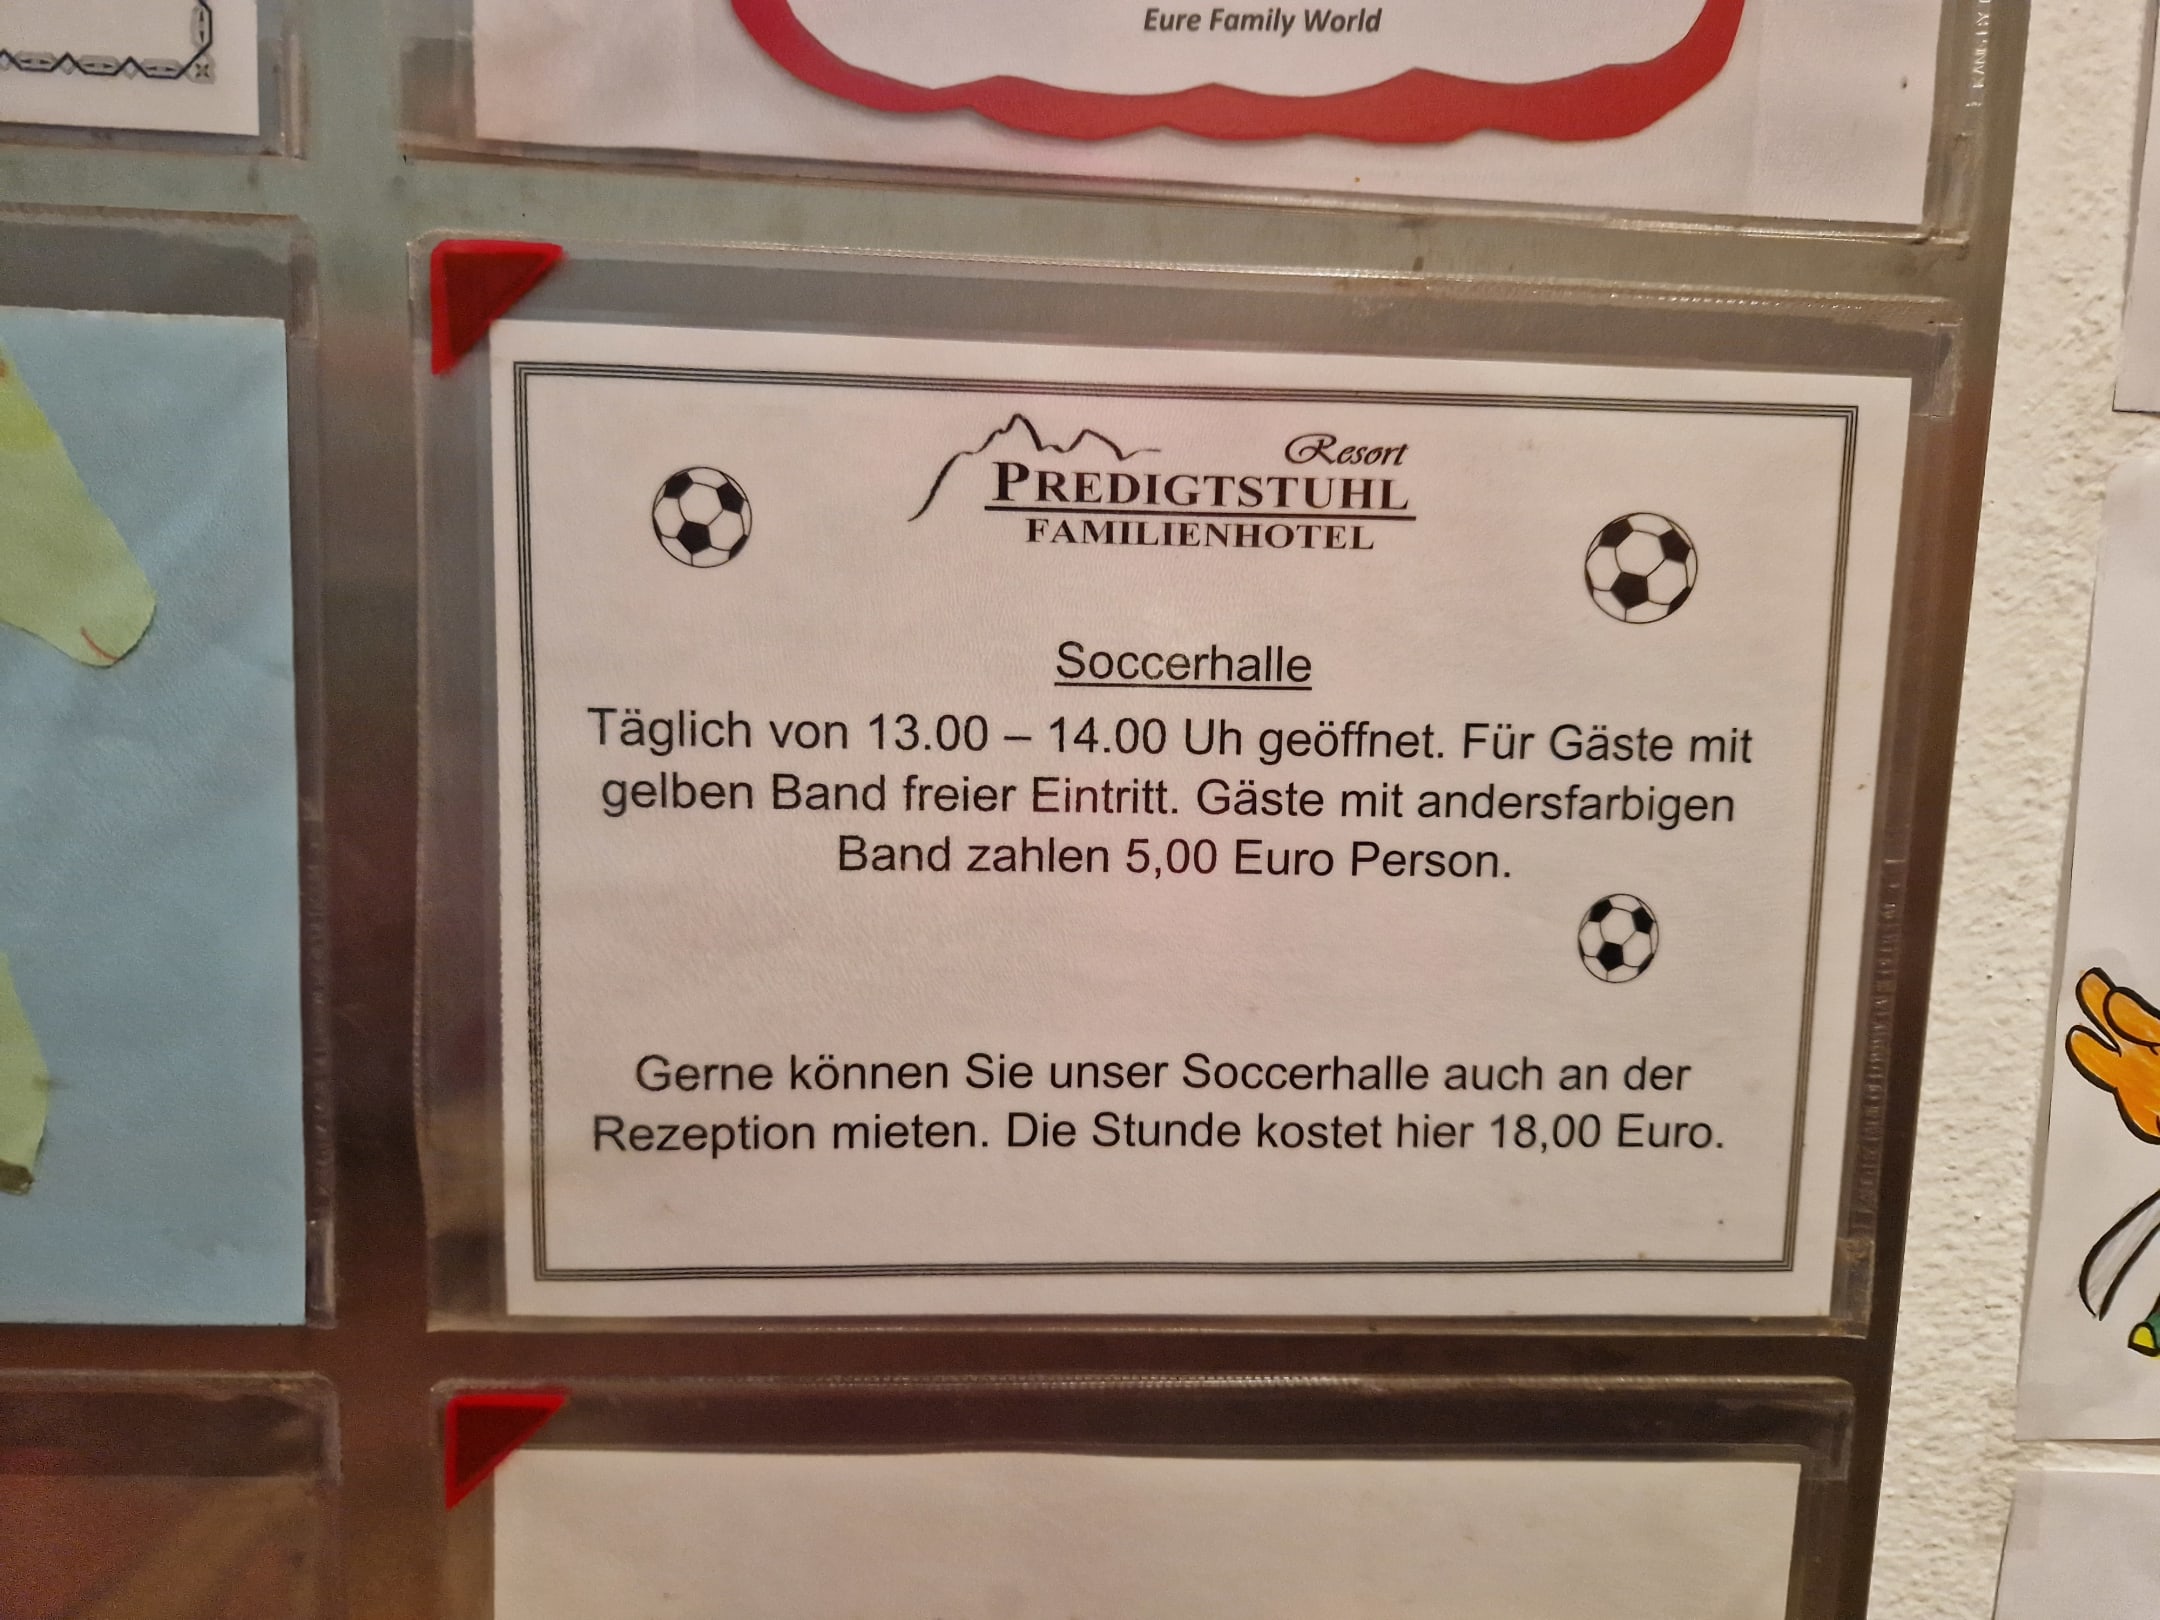 Eure Family World
Resort
PREDIGTSTUHL
FAMILIENHOTEL
Soccerhalle
Täglich von 13.00 – 14.00 Uh geöffnet. Für Gäste mit
gelben Band freier Eintritt. Gäste mit andersfarbigen
Band zahlen 5,00 Euro Person.
Gerne können Sie unser Soccerhalle auch an der
Rezeption mieten. Die Stunde kostet hier 18,00 Euro.